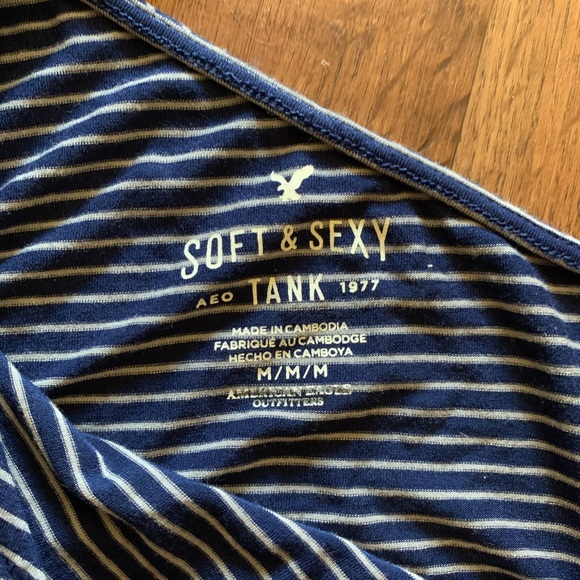 SOFT & SEXY
AEO TANK 1977
MADE IN CAMBODIA
FABRIQUÉ AU CAMBODGE
HECHO EN CAMBOYA
M/M/M
AMERICAN EAGLE
OUTFITTERS